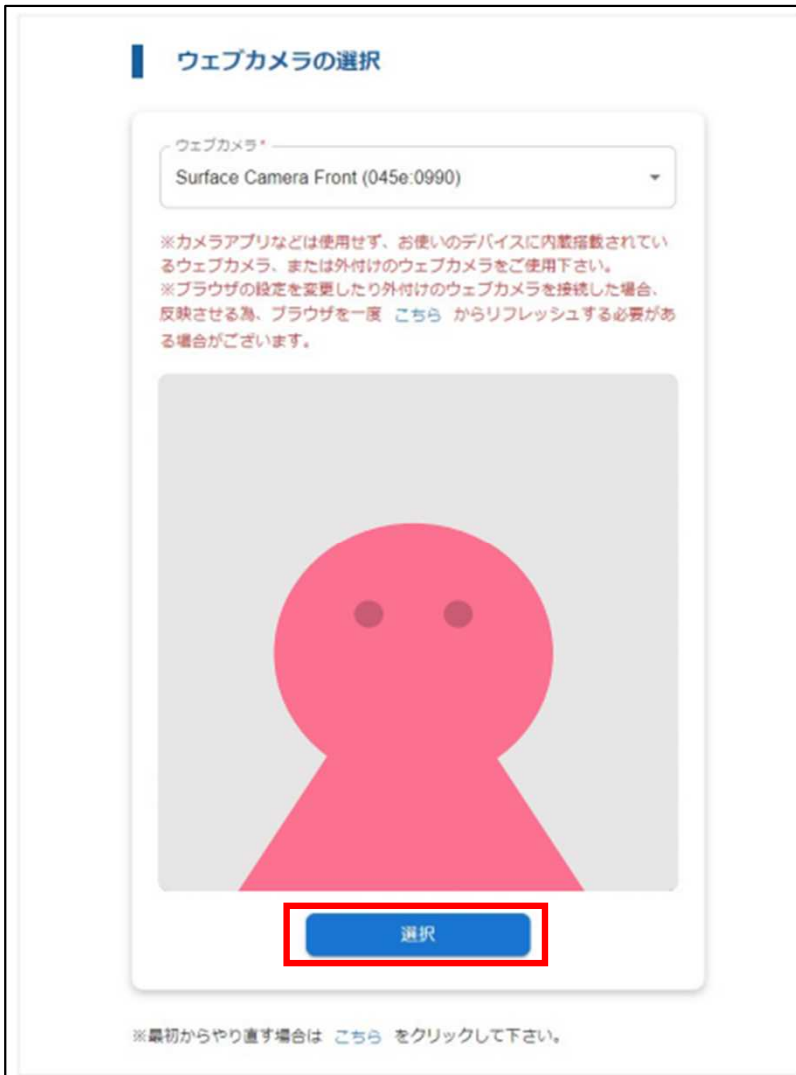 ウェブカメラの選択
ウェブカメラ*
Surface Camera Front (045e:0990)
※カメラアプリなどは使用せず、お使いのデバイスに内蔵搭載されてい
るウェブカメラ、または外付けのウェブカメラをご使用下さい。
※ブラウザの設定を変更したり外付けのウェブカメラを接続した場合、
反映させる為、ブラウザを一度 こちら からリフレッシュする必要があ
る場合がございます。
選択
※最初からやり直す場合は こちら をクリックして下さい。